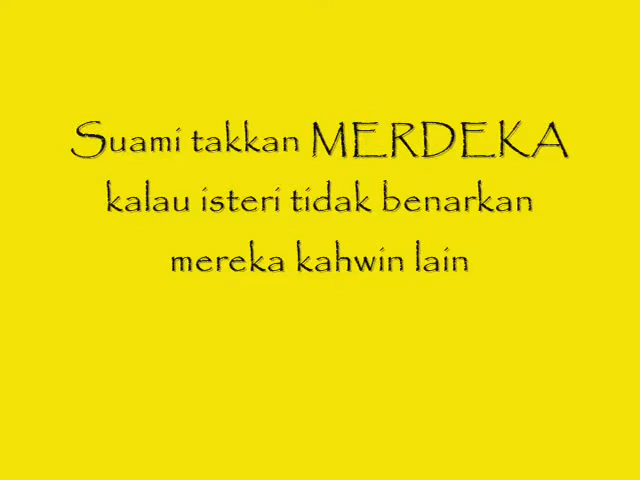 Suami takkan MERDEKA
kalau isteri tidak benarkan
mereka kahwin lain